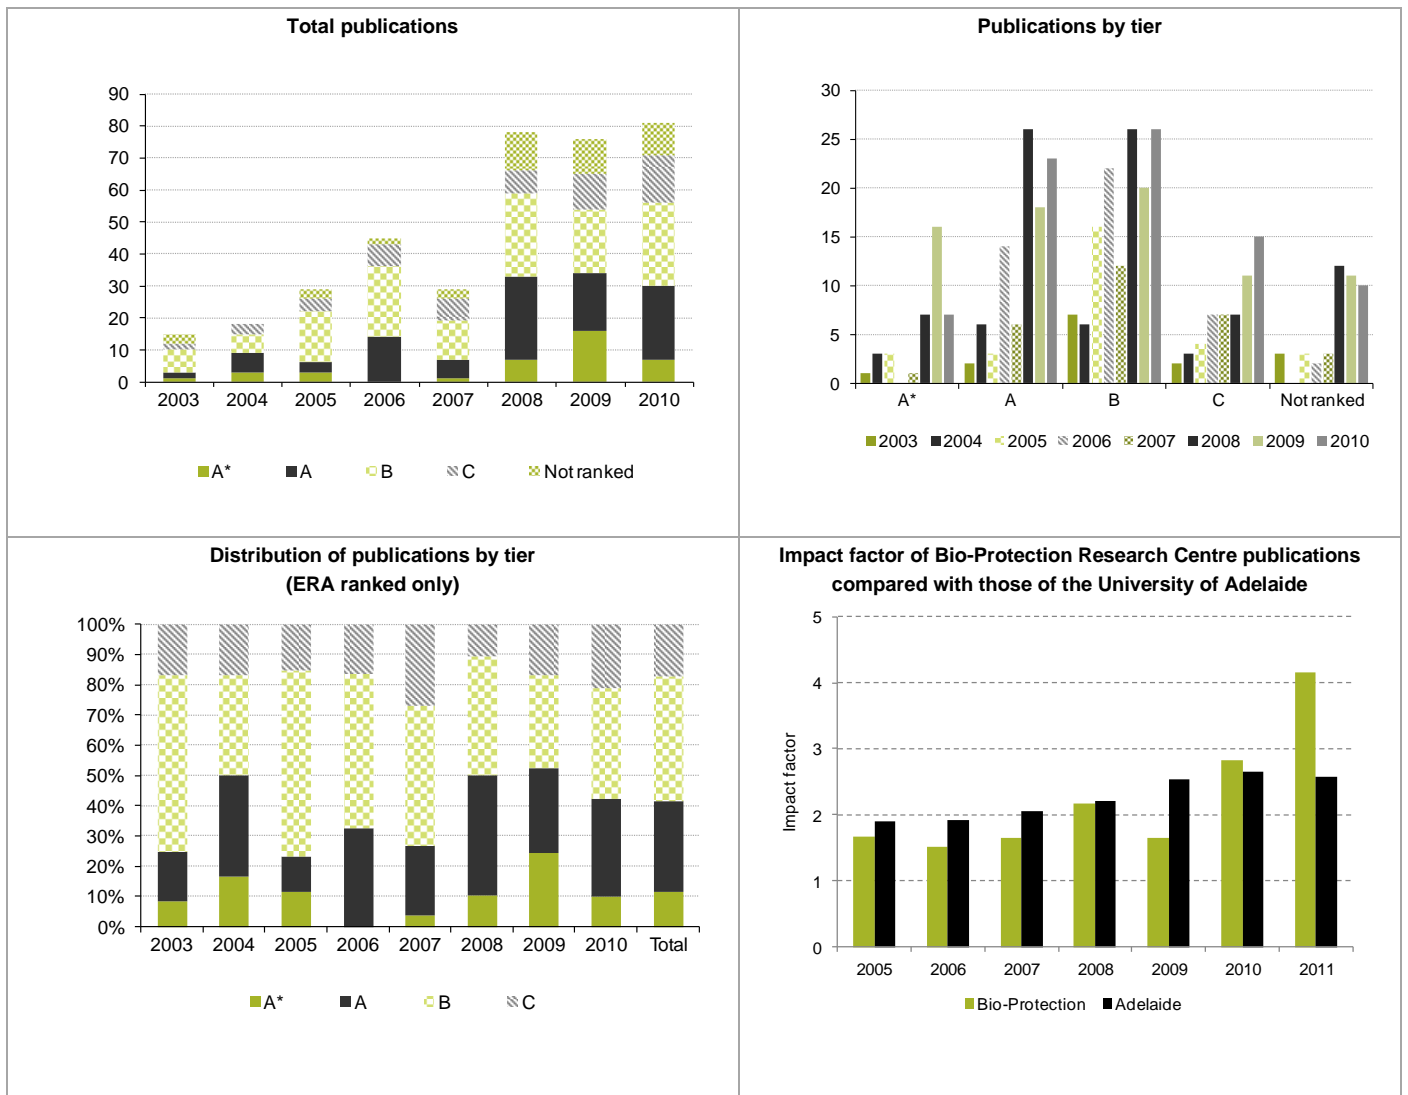 Total publications
90
80
70
60
50
40
30
20
10
0
2003 2004 2005 2006 2007 2008 2009 2010
A* A B C Not ranked
Publications by tier
30
25
20
15
10
5
0
A* A B C Not ranked
2003 2004 2005 2006 2007 2008 2009 2010
Distribution of publications by tier
(ERA ranked only)
100%
90%
80%
70%
60%
50%
40%
30%
20%
10%
0%
2003 2004 2005 2006 2007 2008 2009 2010 Total
A* A B C
Impact factor of Bio-Protection Research Centre publications
compared with those of the University of Adelaide
Impact factor
5
4
3
2
1
0
2005 2006 2007 2008 2009 2010 2011
Bio-Protection Adelaide